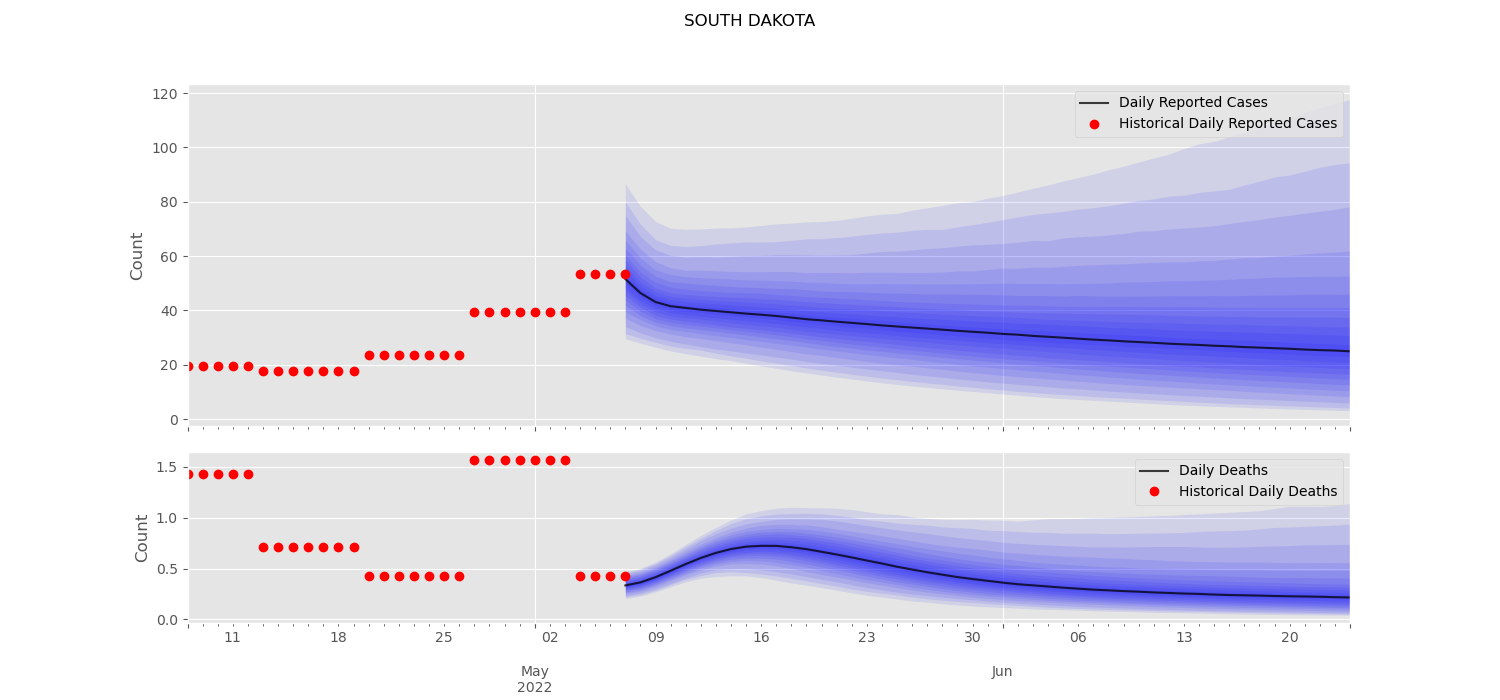 SOUTH DAKOTA
120
100
80
60
40
20
0
Count
Daily Reported Cases
Historical Daily Reported Cases
1.5
1.0
0.5
0.0
Count
Daily Deaths
Historical Daily Deaths
11 18 25 02 09 16 23 30 06 13 20
May Jun
2022